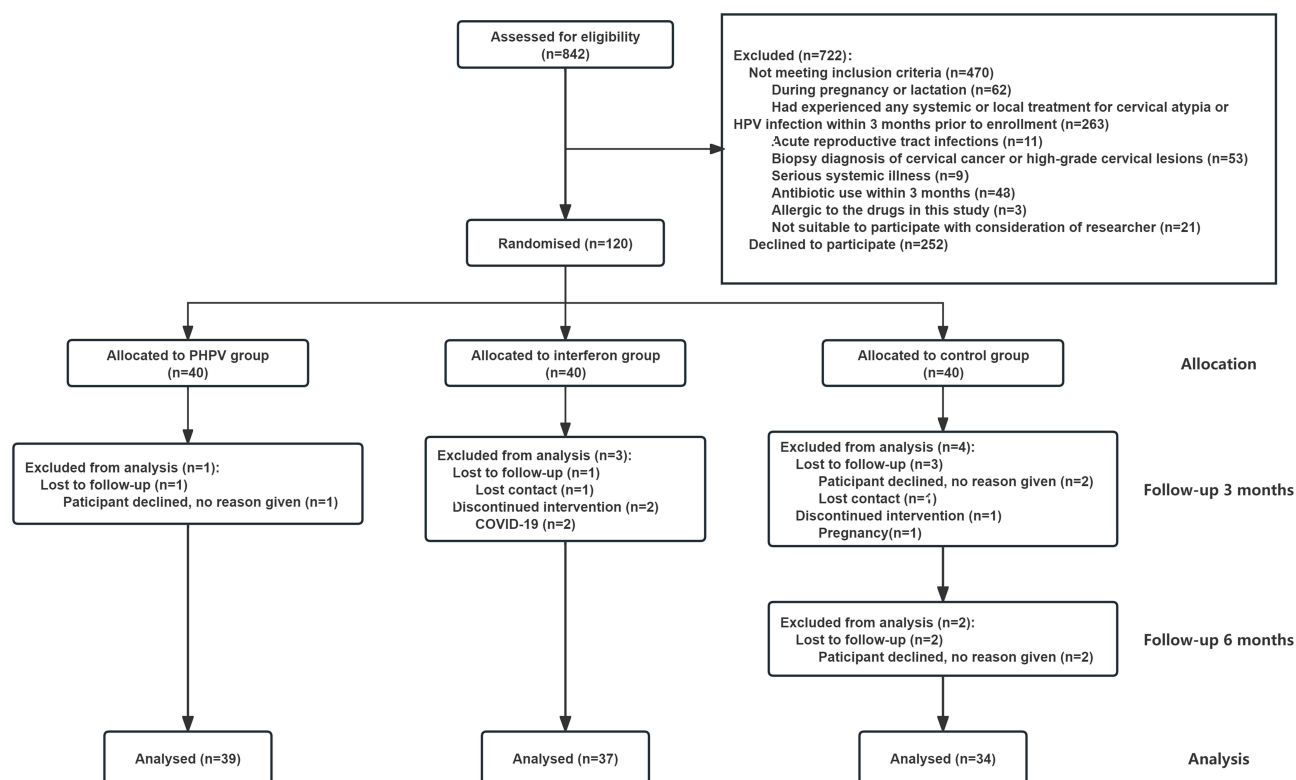 Assessed for eligibility
(n=842)
Excluded (n=722):
Not meeting inclusion criteria (n=470)
During pregnancy or lactation (n=62)
Had experienced any systemic or local treatment for cervical atypia or
HPV infection within 3 months prior to enrollment (n=263)
Acute reproductive tract infections (n=11)
Biopsy diagnosis of cervical cancer or high-grade cervical lesions (n=53)
Serious systemic illness (n=9)
Antibiotic use within 3 months (n=48)
Allergic to the drugs in this study (n=3)
Not suitable to participate with consideration of researcher (n=21)
Declined to participate (n=252)
Randomised (n=120)
Allocated to PHPV group
(n=40)
Allocated to interferon group
(n=40)
Allocated to control group
(n=40)
Allocation
Excluded from analysis (n=1):
Lost to follow-up (n=1)
Paticipant declined, no reason given (n=1)
Excluded from analysis (n=3):
Lost to follow-up (n=1)
Lost contact (n=1)
Discontinued intervention (n=2)
COVID-19 (n=2)
Excluded from analysis (n=4):
Lost to follow-up (n=3)
Paticipant declined, no reason given (n=2)
Lost contact (n=1)
Discontinued intervention (n=1)
Pregnancy(n=1)
Follow-up 3 months
Excluded from analysis (n=2):
Lost to follow-up (n=2)
Paticipant declined, no reason given (n=2)
Follow-up 6 months
Analysed (n=39)
Analysed (n=37)
Analysed (n=34)
Analysis